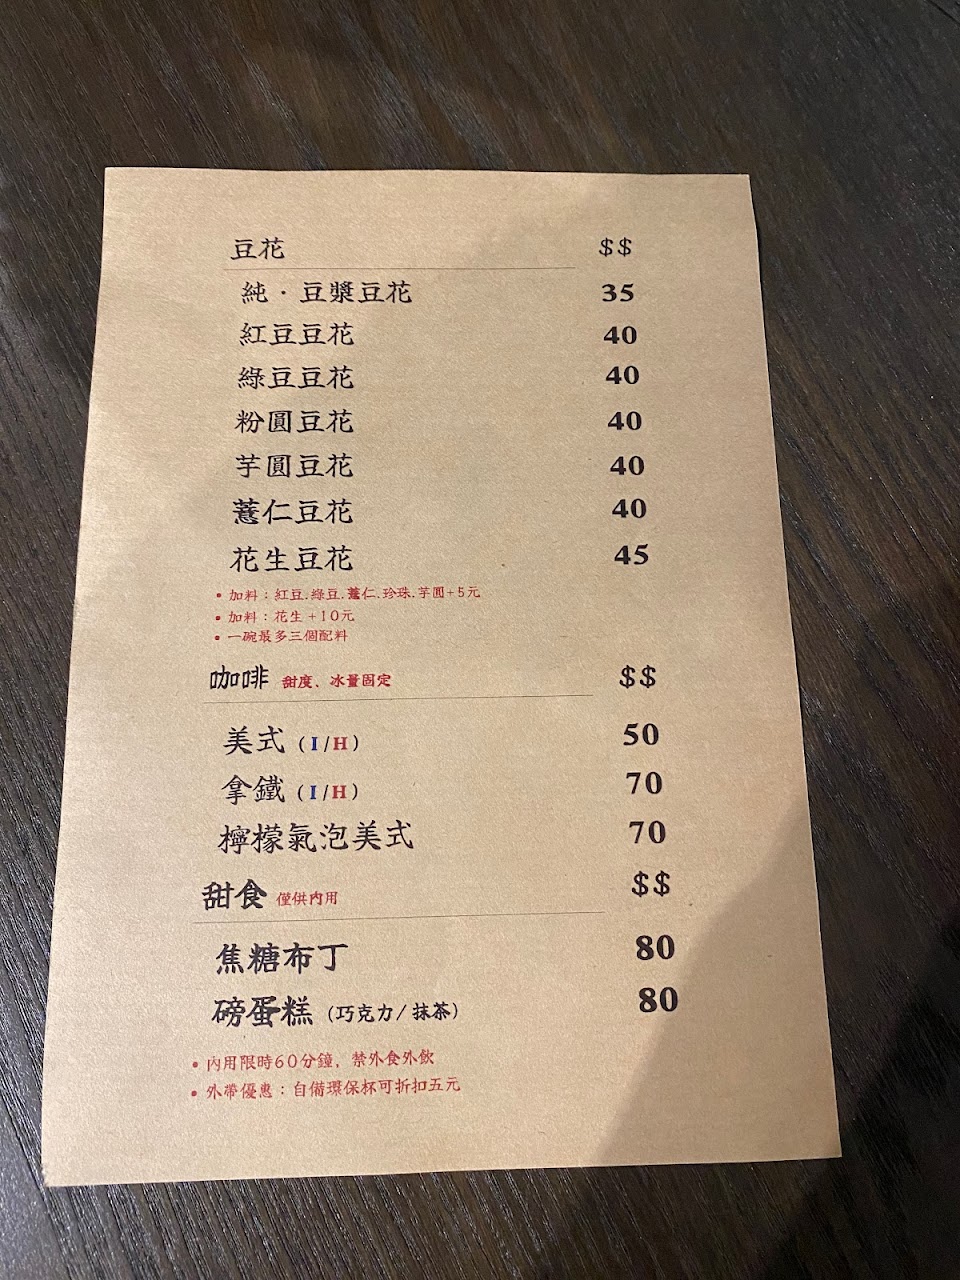 豆花 $$
純·豆漿豆花 35
紅豆豆花 40
綠豆豆花 40
粉圓豆花 40
芋圓豆花 40
薏仁豆花 40
花生豆花 45
•加料：紅豆.綠豆.薏仁.珍珠.芋圓+5元
•加料：花生+10元
•一碗最多三個配料
咖啡 甜度、冰量固定 $$
美式（I/H） 50
拿鐵（I/H） 70
檸檬氣泡美式 70
甜食 僅供內用 $$
焦糖布丁 80
磅蛋糕（巧克力/抹茶） 80
•內用限時60分鐘，禁外食外飲
•外帶優惠：自備環保杯可折扣五元